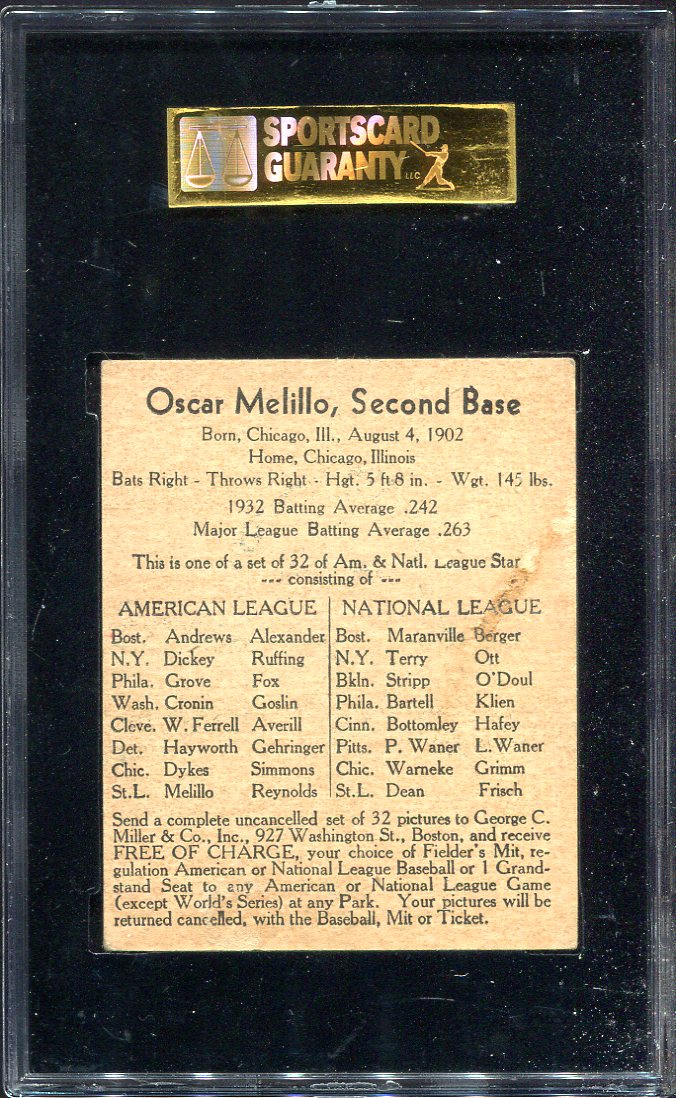 SPORTSCARD
GUARANTY LLC
Oscar Melillo, Second Base
Born, Chicago, Ill., August 4, 1902
Home, Chicago, Illinois
Bats Right - Throws Right - Hgt. 5 ft 8 in. - Wgt. 145 lbs.
1932 Batting Average .242
Major League Batting Average .263
This is one of a set of 32 of Am. & Natl. League Star
--- consisting of ---
AMERICAN LEAGUE NATIONAL LEAGUE
Bost. Andrews Alexander Bost. Maranville Berger
N.Y. Dickey Ruffing N.Y. Terry Ott
Phila. Grove Fox Bkln. Stripp O'Doul
Wash. Cronin Goslin Phila. Bartell Klien
Cleve. W. Ferrell Averill Cinn. Bottomley Hafey
Det. Hayworth Gehringer Pitts. P. Waner L. Waner
Chic. Dykes Simmons Chic. Warneke Grimm
St.L. Melillo Reynolds St.L. Dean Frisch
Send a complete uncancelled set of 32 pictures to George C.
Miller & Co., Inc., 927 Washington St., Boston, and receive
FREE OF CHARGE, your choice of Fielder's Mit, re-
gulation American or National League Baseball or 1 Grand-
stand Seat to any American or National League Game
(except World's Series) at any Park. Your pictures will be
returned cancelled, with the Baseball, Mit or Ticket.